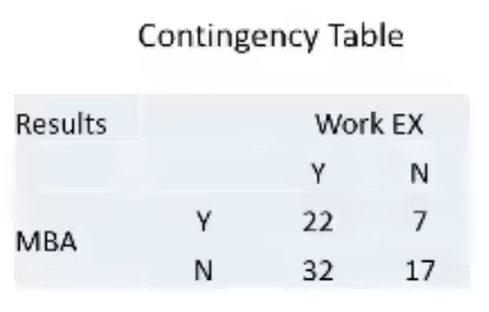 Contingency Table
Results Work EX
Y N
MBA Y 22 7
N 32 17